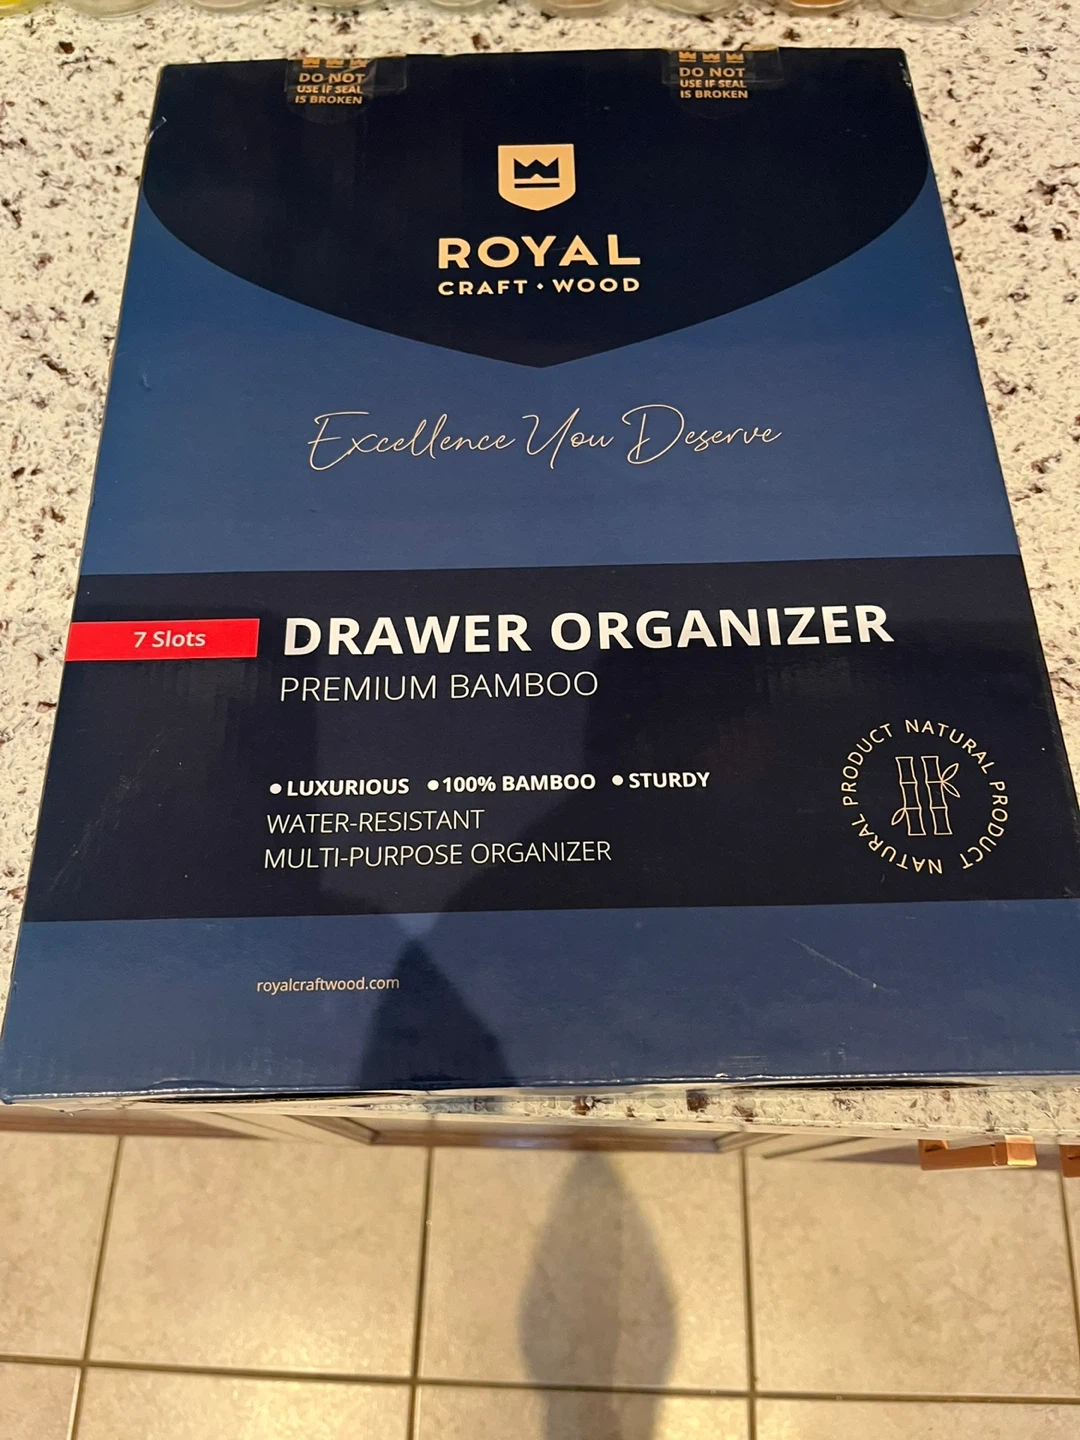 DO NOT
USE IF SEAL
IS BROKEN
DO NOT
USE IF SEAL
IS BROKEN
ROYAL
CRAFT • WOOD
Excellence You Deserve
7 Slots
DRAWER ORGANIZER
PREMIUM BAMBOO
• LUXURIOUS • 100% BAMBOO • STURDY
WATER-RESISTANT
MULTI-PURPOSE ORGANIZER
NATURAL PRODUCT NATURAL PRODUCT
royalcraftwood.com